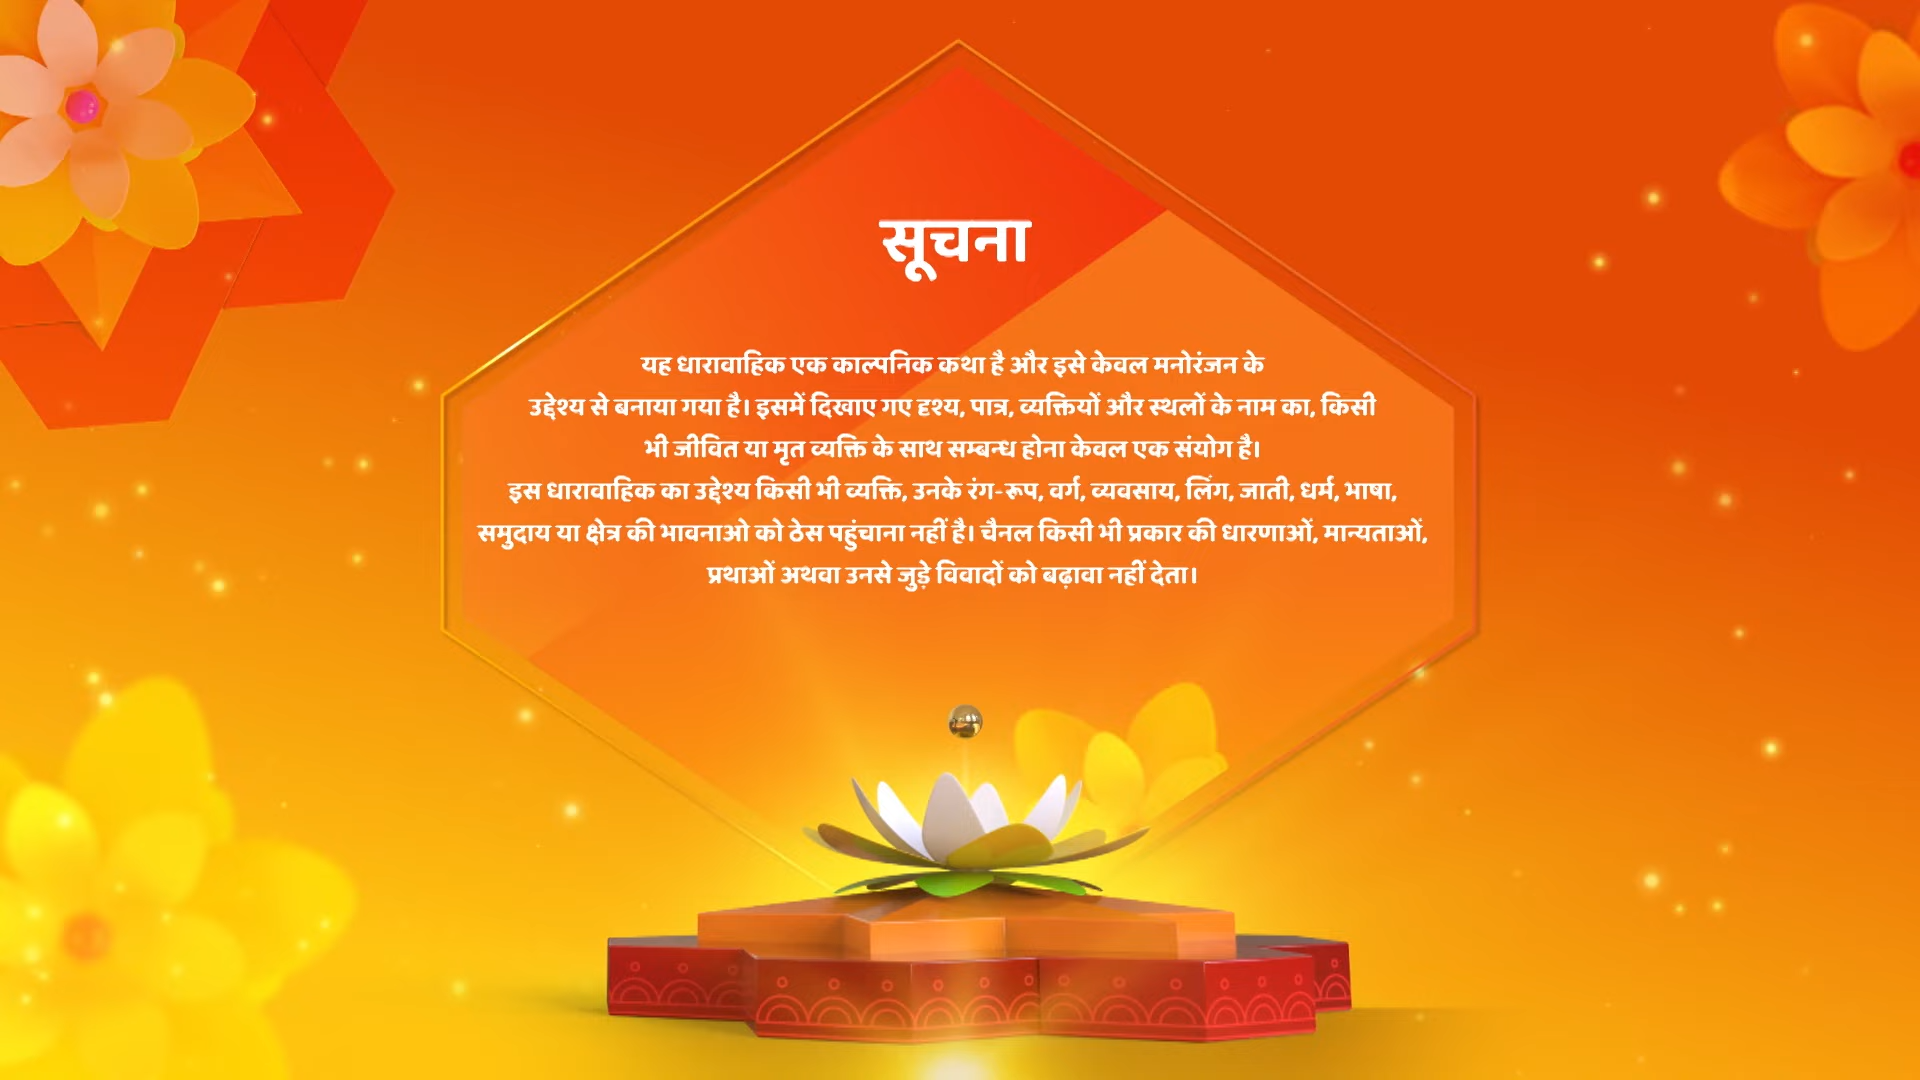 सूचना
यह धारावाहिक एक काल्पनिक कथा है और इसे केवल मनोरंजन के
उद्देश्य से बनाया गया है। इसमें दिखाए गए दृश्य, पात्र, व्यक्तियों और स्थलों के नाम का, किसी
भी जीवित या मृत व्यक्ति के साथ सम्बन्ध होना केवल एक संयोग है।
इस धारावाहिक का उद्देश्य किसी भी व्यक्ति, उनके रंग-रूप, वर्ग, व्यवसाय, लिंग, जाती, धर्म, भाषा,
समुदाय या क्षेत्र की भावनाओ को ठेस पहुंचाना नहीं है। चैनल किसी भी प्रकार की धारणाओं, मान्यताओं,
प्रथाओं अथवा उनसे जुड़े विवादों को बढ़ावा नहीं देता।